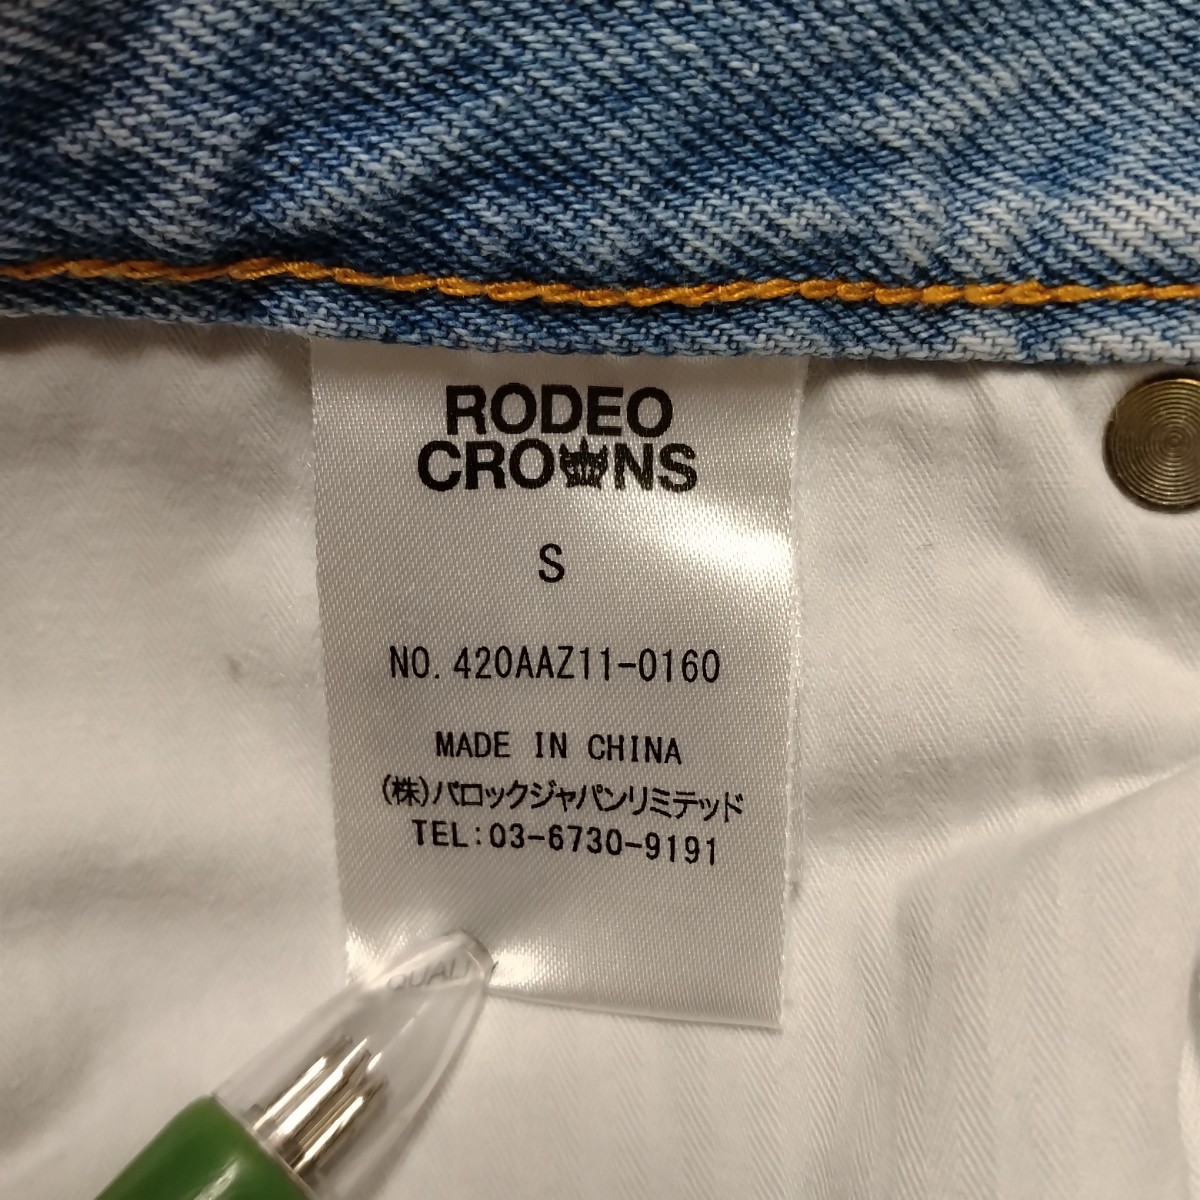 RODEO
CROWNS
S
NO. 420AAZ11-0160
MADE IN CHINA
(株)バロックジャパンリミテッド
TEL:03-6730-9191
QUALITY